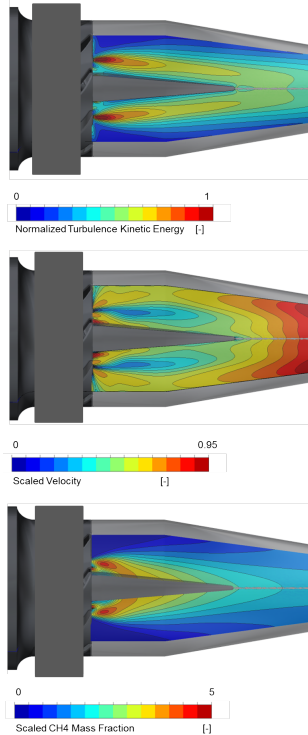 0 1
Normalized Turbulence Kinetic Energy [-]
0 0.95
Scaled Velocity [-]
0 5
Scaled CH4 Mass Fraction [-]